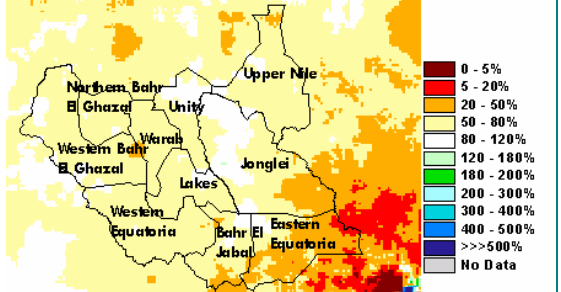 Upper Nile
Northern Bahr
El Ghazal
Unity
Warab
Western Bahr
El Ghazal
Jonglei
Lakes
Western
Equatoria
Bahr El
Jabal
Eastern
Equatoria
0 - 5%
5 - 20%
20 - 50%
50 - 80%
80 - 120%
120 - 180%
180 - 200%
200 - 300%
300 - 400%
400 - 500%
>>>500%
No Data